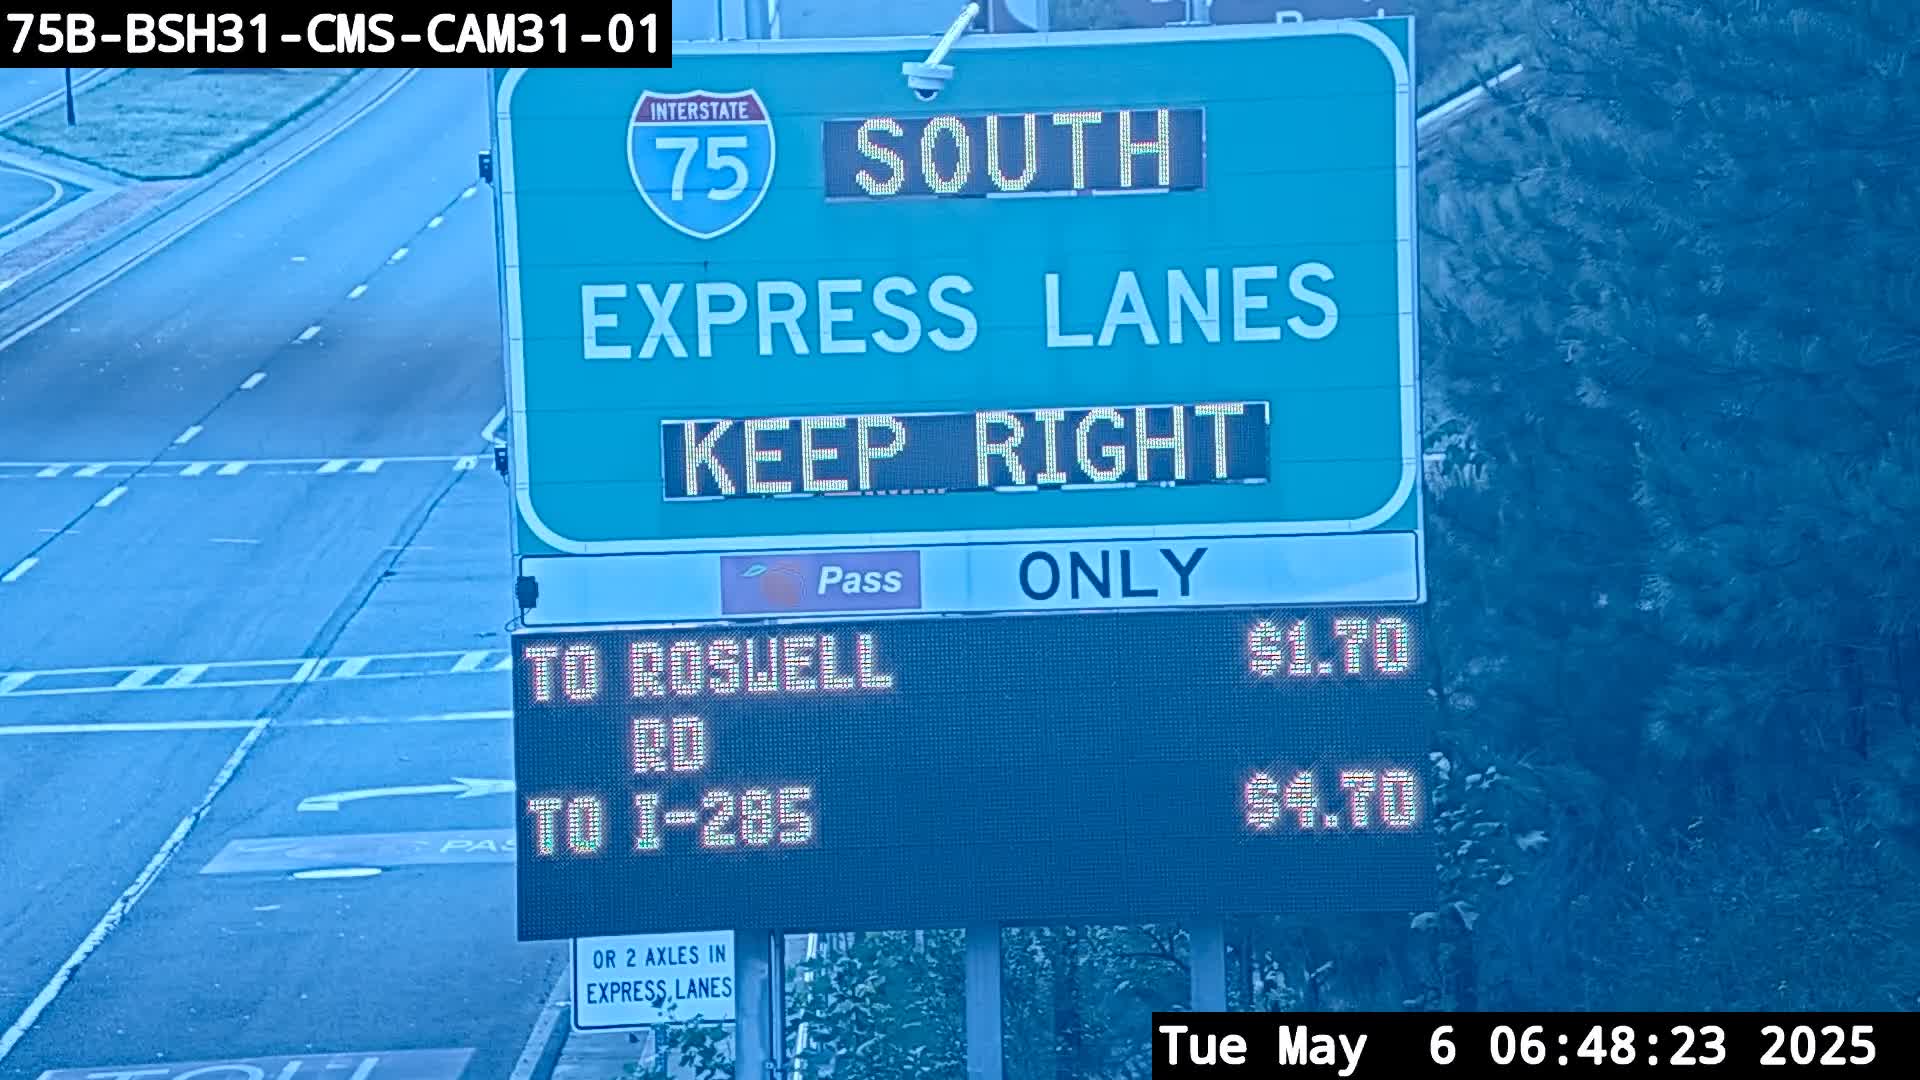 75B-BSH31-CMS-CAM31-01
INTERSTATE
75
SOUTH
EXPRESS LANES
KEEP RIGHT
Pass ONLY
TO ROSWELL $1.70
RD
TO I-285 $4.70
OR 2 AXLES IN
EXPRESS LANES
Tue May 6 06:48:23 2025